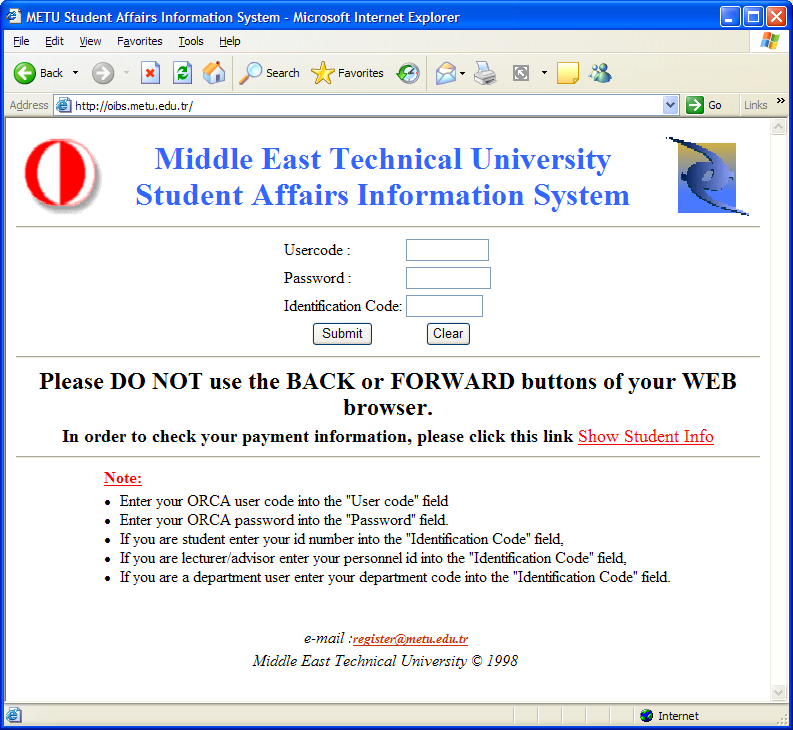 METU Student Affairs Information System - Microsoft Internet Explorer
File Edit View Favorites Tools Help
Back Search Favorites
Address http://oibs.metu.edu.tr/ Go Links »
Middle East Technical University
Student Affairs Information System
Usercode :
Password :
Identification Code:
Submit Clear
Please DO NOT use the BACK or FORWARD buttons of your WEB
browser.
In order to check your payment information, please click this link Show Student Info
Note:
• Enter your ORCA user code into the "User code" field
• Enter your ORCA password into the "Password" field.
• If you are student enter your id number into the "Identification Code" field,
• If you are lecturer/advisor enter your personnel id into the "Identification Code" field,
• If you are a department user enter your department code into the "Identification Code" field.
e-mail :register@metu.edu.tr
Middle East Technical University © 1998
Internet